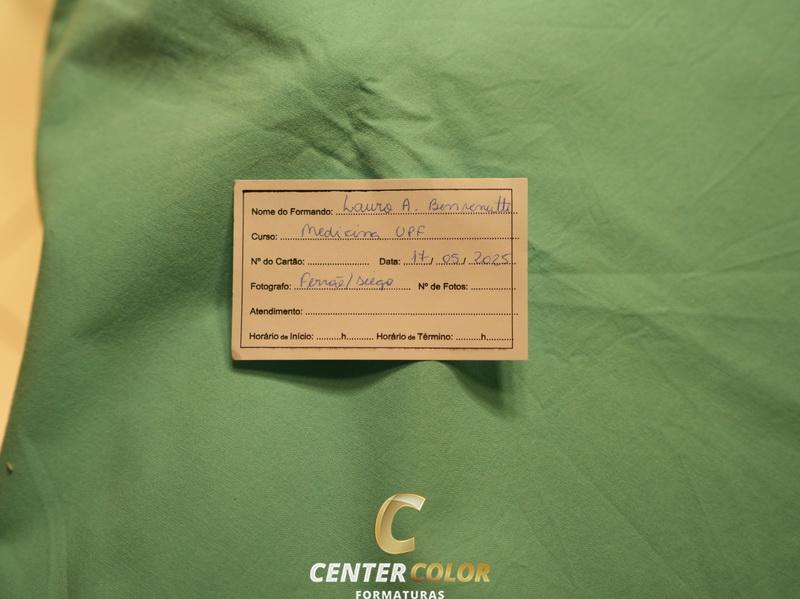 Nome do Formando: Lauro A. Benvenutti
Curso: Medicina UPF
Nº do Cartão: Data: 17, 05, 2025
Fotografo: Ferrão/Diego Nº de Fotos:
Atendimento:
Horário de Início: h. Horário de Término: h.
C
CENTER COLOR
FORMATURAS